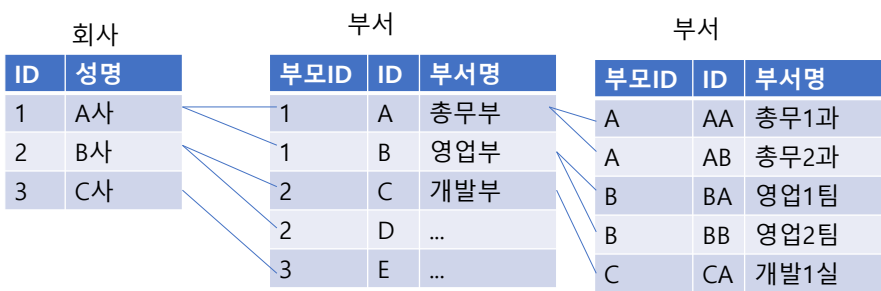 회사
ID 성명
1 A사
2 B사
3 C사
부서
부모ID ID 부서명
1 A 총무부
1 B 영업부
2 C 개발부
2 D ...
3 E ...
부서
부모ID ID 부서명
A AA 총무1과
A AB 총무2과
B BA 영업1팀
B BB 영업2팀
C CA 개발1실